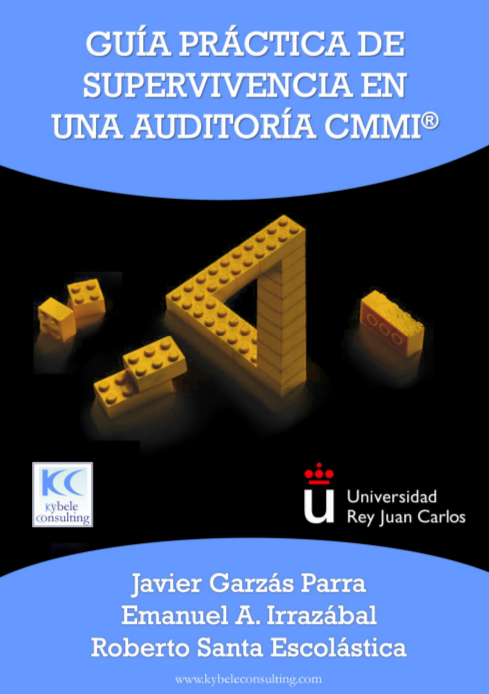 GUÍA PRÁCTICA DE
SUPERVIVENCIA EN
UNA AUDITORÍA CMMI®
KC
kybele
consulting
ü
Universidad
Rey Juan Carlos
Javier Garzás Parra
Emanuel A. Irrazábal
Roberto Santa Escolástica
www.kybeleconsulting.com